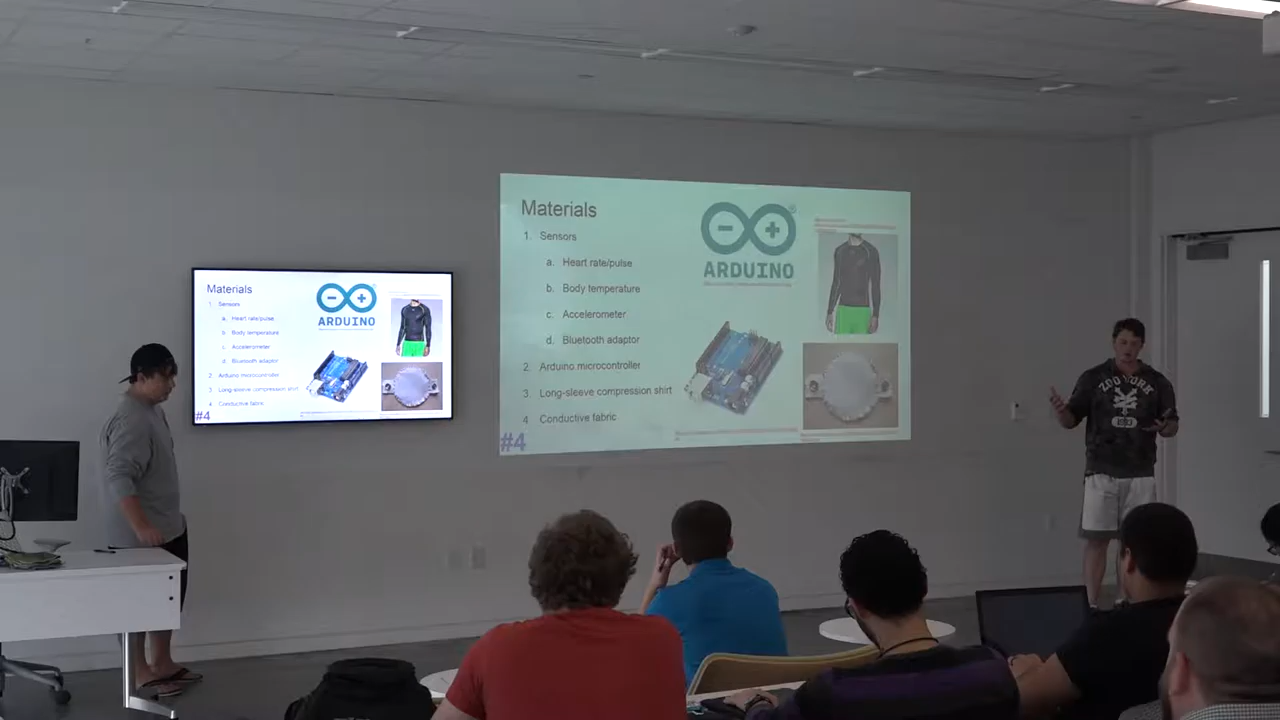 Materials
1. Sensors
a. Heart rate/pulse
b. Body temperature
c. Accelerometer
d. Bluetooth adaptor
2. Arduino microcontroller
3. Long-sleeve compression shirt
4. Conductive fabric
#4
ARDUINO
Materials
1. Sensors
a. Heart rate/pulse
b. Body temperature
c. Accelerometer
d. Bluetooth adaptor
2. Arduino microcontroller
3 Long-sleeve compression shirt
4 Conductive fabric
#4
ARDUINO
ZOO YORK